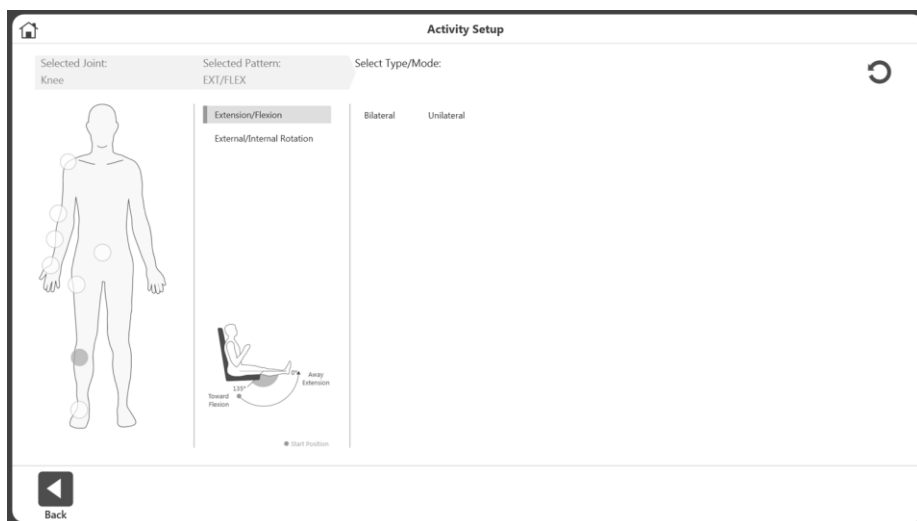 Activity Setup
Selected Joint:
Knee
Selected Pattern:
EXT/FLEX
Select Type/Mode:
Extension/Flexion
External/Internal Rotation
Bilateral
Unilateral
0°
Away
Extension
135°
Toward
Flexion
Start Position
Back